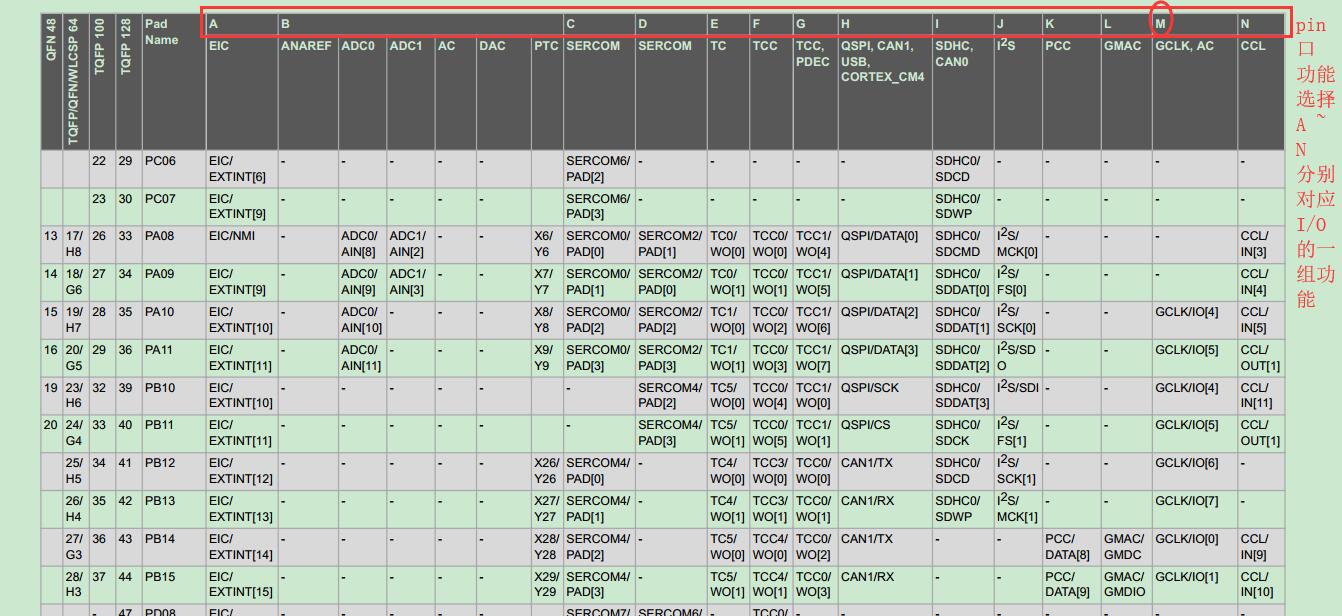 QFN 48 TQFP/QFN/WLCSP 64 TQFP 100 TQFP 128 Pad Name A B C D E F G H I J K L M N
EIC ANAREF ADC0 ADC1 AC DAC PTC SERCOM SERCOM TC TCC TCC, PDEC QSPI, CAN1, USB, CORTEX_CM4 SDHC, CAN0 I2S PCC GMAC GCLK, AC CCL
22 29 PC06 EIC/ EXTINT[6] - - - - - SERCOM6/ PAD[2] - - - - - SDHC0/ SDCD - - - - -
23 30 PC07 EIC/ EXTINT[9] - - - - - SERCOM6/ PAD[3] - - - - - SDHC0/ SDWP - - - - -
13 17/ H8 26 33 PA08 EIC/NMI - ADC0/ AIN[8] ADC1/ AIN[2] - - X6/ Y6 SERCOM0/ PAD[0] SERCOM2/ PAD[1] TC0/ WO[0] TCC0/ WO[0] TCC1/ WO[4] QSPI/DATA[0] SDHC0/ SDCMD I2S/ MCK[0] - - - CCL/ IN[3]
14 18/ G6 27 34 PA09 EIC/ EXTINT[9] - ADC0/ AIN[9] ADC1/ AIN[3] - - X7/ Y7 SERCOM0/ PAD[1] SERCOM2/ PAD[0] TC0/ WO[1] TCC0/ WO[1] TCC1/ WO[5] QSPI/DATA[1] SDHC0/ SDDAT[0] I2S/ FS[0] - - - CCL/ IN[4]
15 19/ H7 28 35 PA10 EIC/ EXTINT[10] - ADC0/ AIN[10] - - - X8/ Y8 SERCOM0/ PAD[2] SERCOM2/ PAD[2] TC1/ WO[0] TCC0/ WO[2] TCC1/ WO[6] QSPI/DATA[2] SDHC0/ SDDAT[1] I2S/ SCK[0] - - GCLK/IO[4] CCL/ IN[5]
16 20/ G5 29 36 PA11 EIC/ EXTINT[11] - ADC0/ AIN[11] - - - X9/ Y9 SERCOM0/ PAD[3] SERCOM2/ PAD[3] TC1/ WO[1] TCC0/ WO[3] TCC1/ WO[7] QSPI/DATA[3] SDHC0/ SDDAT[2] I2S/SD O - - GCLK/IO[5] CCL/ OUT[1]
19 23/ H6 32 39 PB10 EIC/ EXTINT[10] - - - - - - SERCOM4/ PAD[2] TC5/ WO[0] TCC0/ WO[4] TCC1/ WO[0] QSPI/SCK SDHC0/ SDDAT[3] I2S/SDI - - GCLK/IO[4] CCL/ IN[11]
20 24/ G4 33 40 PB11 EIC/ EXTINT[11] - - - - - - SERCOM4/ PAD[3] TC5/ WO[1] TCC0/ WO[5] TCC1/ WO[1] QSPI/CS SDHC0/ SDCK I2S/ FS[1] - - GCLK/IO[5] CCL/ OUT[1]
25/ H5 34 41 PB12 EIC/ EXTINT[12] - - - - - X26/ Y26 SERCOM4/ PAD[0] - TC4/ WO[0] TCC3/ WO[0] TCC0/ WO[0] CAN1/TX SDHC0/ SDCD I2S/ SCK[1] - - GCLK/IO[6] -
26/ H4 35 42 PB13 EIC/ EXTINT[13] - - - - - X27/ Y27 SERCOM4/ PAD[1] - TC4/ WO[1] TCC3/ WO[1] TCC0/ WO[1] CAN1/RX SDHC0/ SDWP I2S/ MCK[1] - - GCLK/IO[7] -
27/ G3 36 43 PB14 EIC/ EXTINT[14] - - - - - X28/ Y28 SERCOM4/ PAD[2] - TC5/ WO[0] TCC4/ WO[0] TCC0/ WO[2] CAN1/TX - - PCC/ DATA[8] GMAC/ GMDC GCLK/IO[0] CCL/ IN[9]
28/ H3 37 44 PB15 EIC/ EXTINT[15] - - - - - X29/ Y29 SERCOM4/ PAD[3] - TC5/ WO[1] TCC4/ WO[1] TCC0/ WO[3] CAN1/RX - - PCC/ DATA[9] GMAC/ GMDIO GCLK/IO[1] CCL/ IN[10]
- 47 PD08 EIC/ - - - - - - SERCOM7/ SERCOM6/ - TCC0/ - - - - - - - -
pin
口
功能
选择
A ~
N
分别
对应
I/O
的一
组功
能